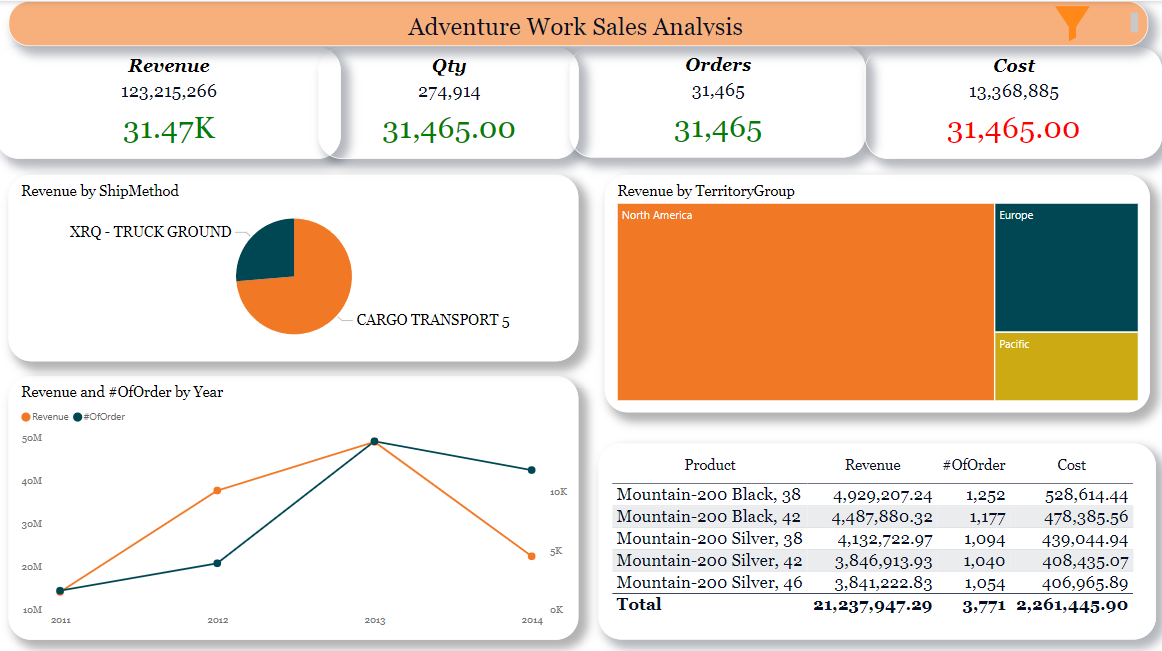 Adventure Work Sales Analysis
Revenue
123,215,266
31.47K
Qty
274,914
31,465.00
Orders
31,465
31,465
Cost
13,368,885
31,465.00
Revenue by ShipMethod
XRQ - TRUCK GROUND
CARGO TRANSPORT 5
Revenue by TerritoryGroup
North America
Europe
Pacific
Revenue and #OfOrder by Year
Revenue #OfOrder
50M
40M
10K
30M
5K
20M
10M 0K
2011 2012 2013 2014
Product Revenue #OfOrder Cost
Mountain-200 Black, 38 4,929,207.24 1,252 528,614.44
Mountain-200 Black, 42 4,487,880.32 1,177 478,385.56
Mountain-200 Silver, 38 4,132,722.97 1,094 439,044.94
Mountain-200 Silver, 42 3,846,913.93 1,040 408,435.07
Mountain-200 Silver, 46 3,841,222.83 1,054 406,965.89
Total 21,237,947.29 3,771 2,261,445.90